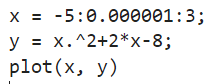 x = -5:0.000001:3;
y = x.^2+2*x-8;
plot(x, y)